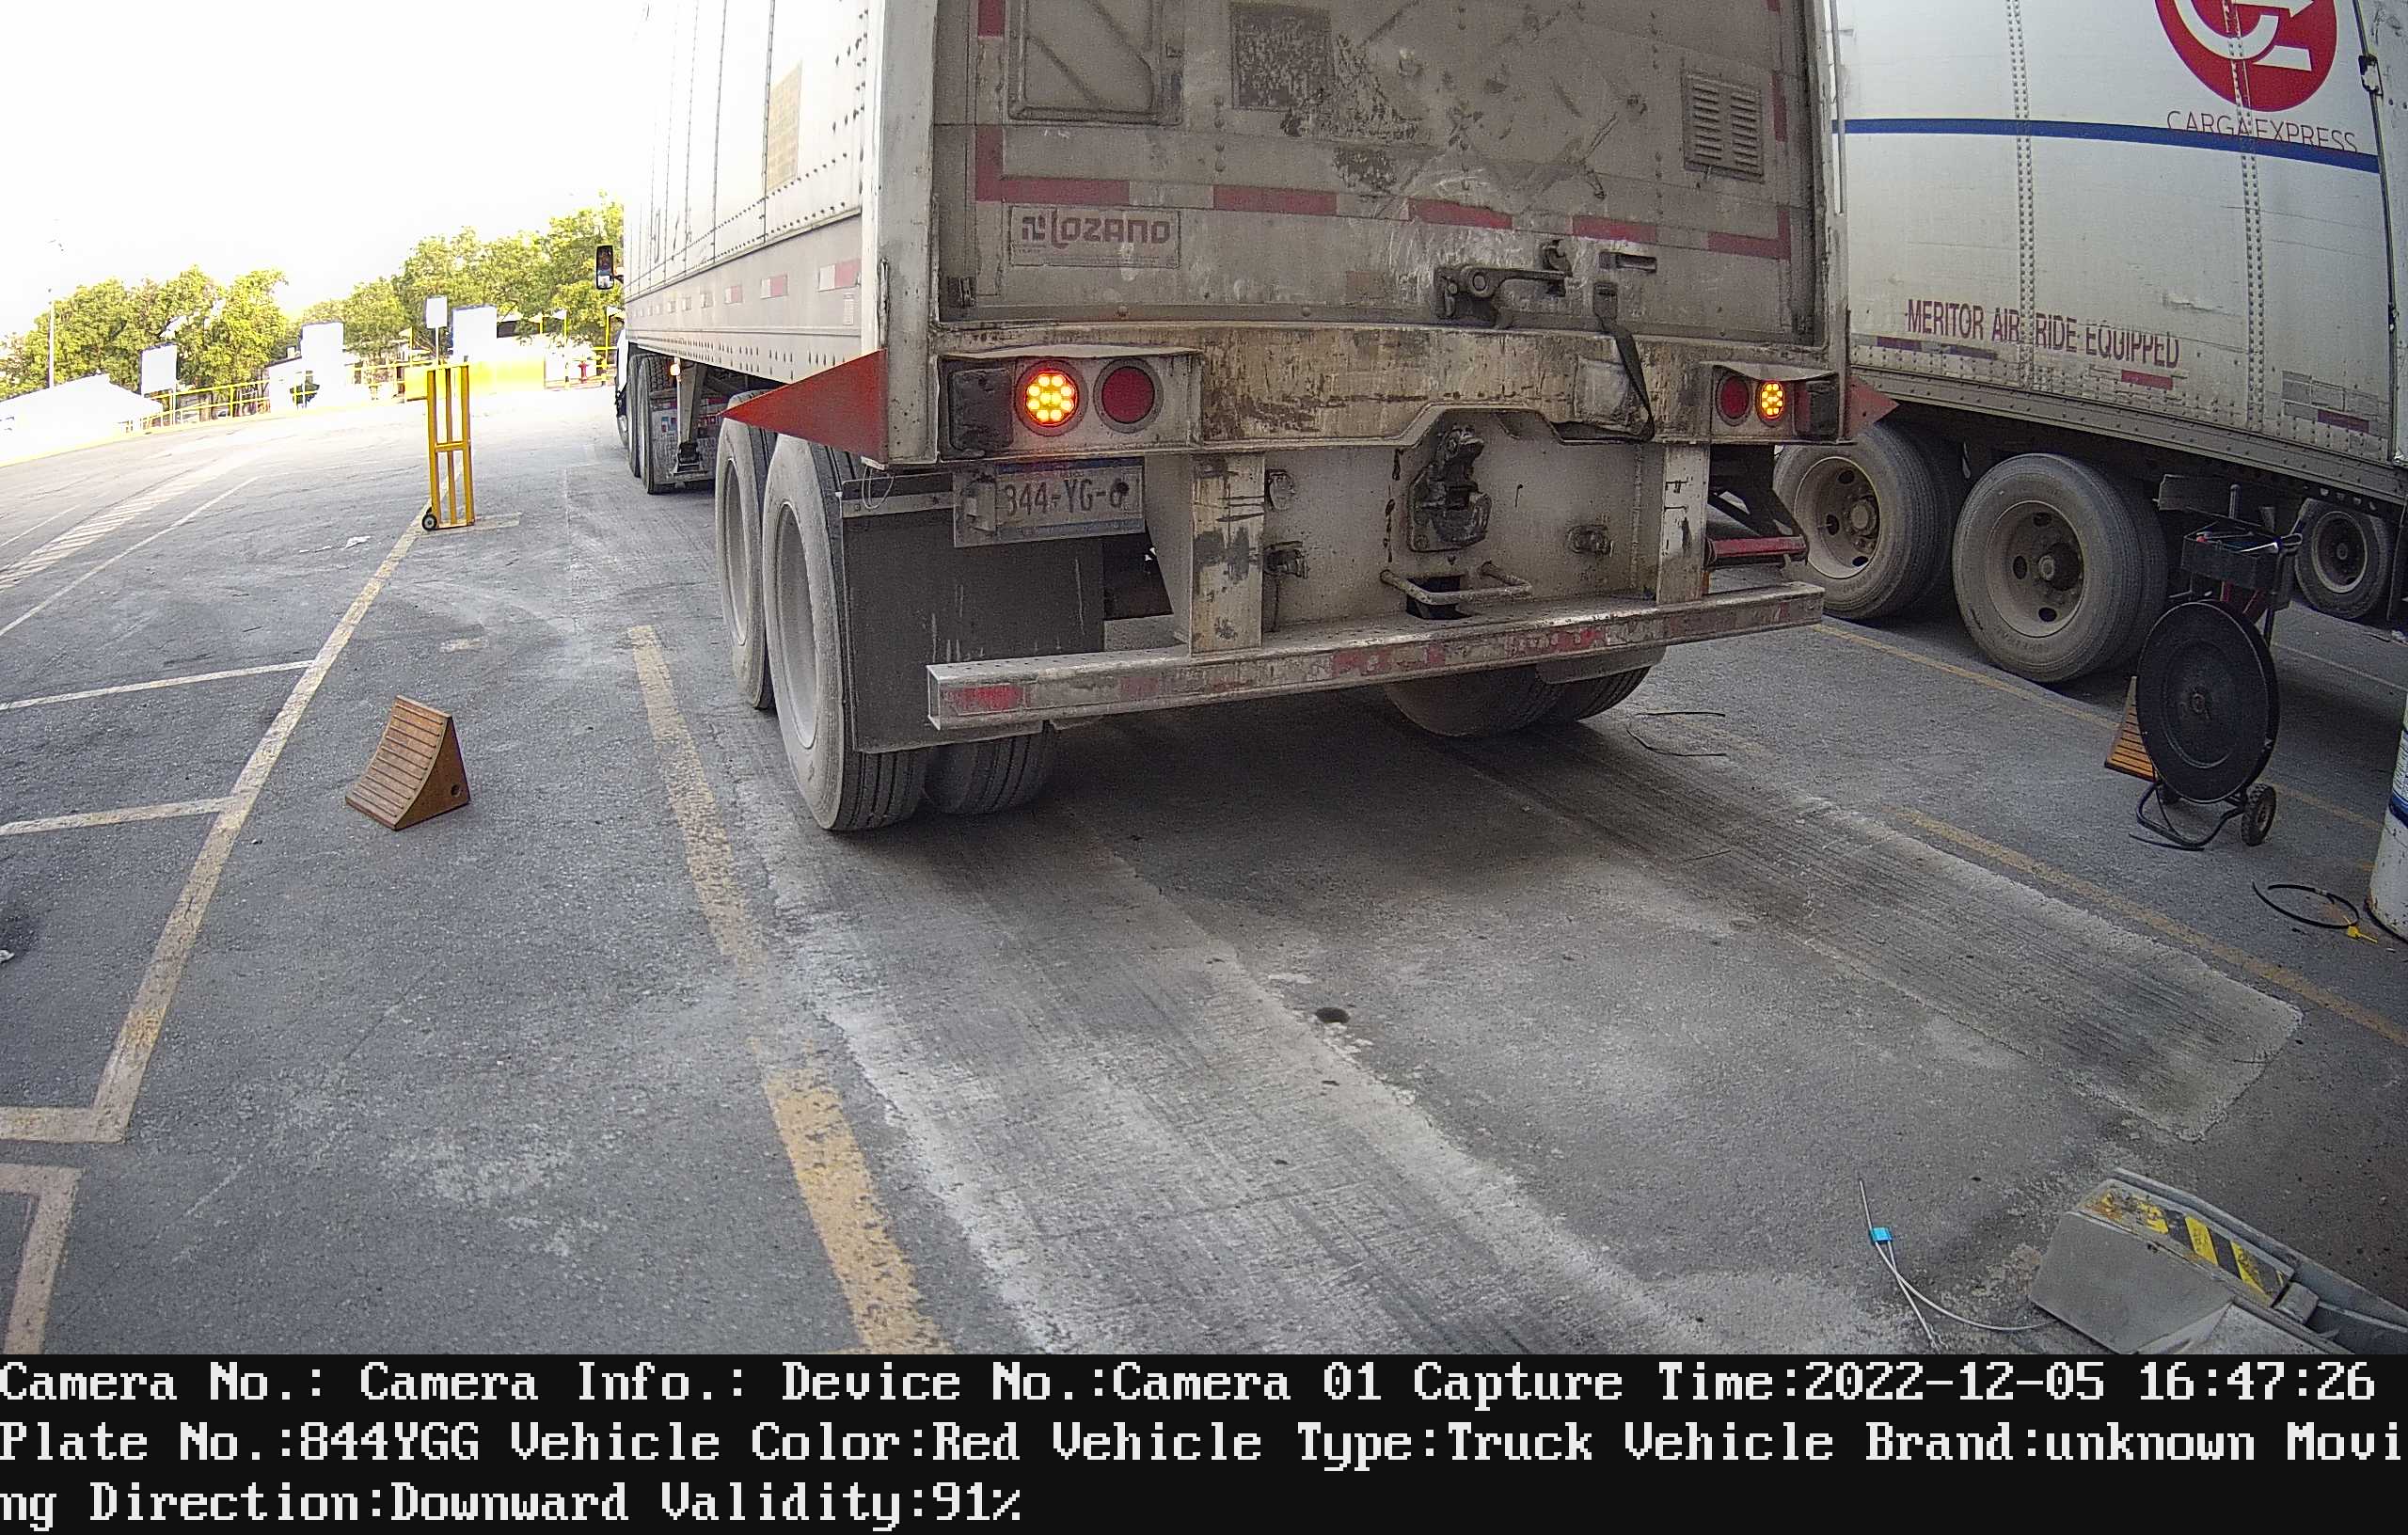 CARGA EXPRESS
LOZANO
MERITOR AIR RIDE EQUIPPED
844-YG-6
Camera No.: Camera Info.: Device No.:Camera 01 Capture Time:2022-12-05 16:47:26
Plate No.:844YGG Vehicle Color:Red Vehicle Type:Truck Vehicle Brand:unknown Movi
ng Direction:Downward Validity:91%